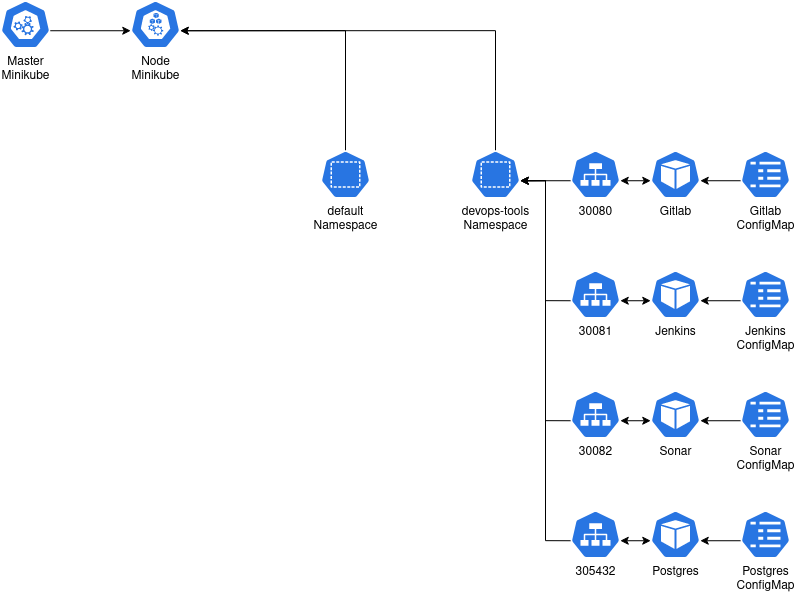 Master
Minikube
Node
Minikube
default
Namespace
devops-tools
Namespace
30080
Gitlab
Gitlab
ConfigMap
30081
Jenkins
Jenkins
ConfigMap
30082
Sonar
Sonar
ConfigMap
305432
Postgres
Postgres
ConfigMap